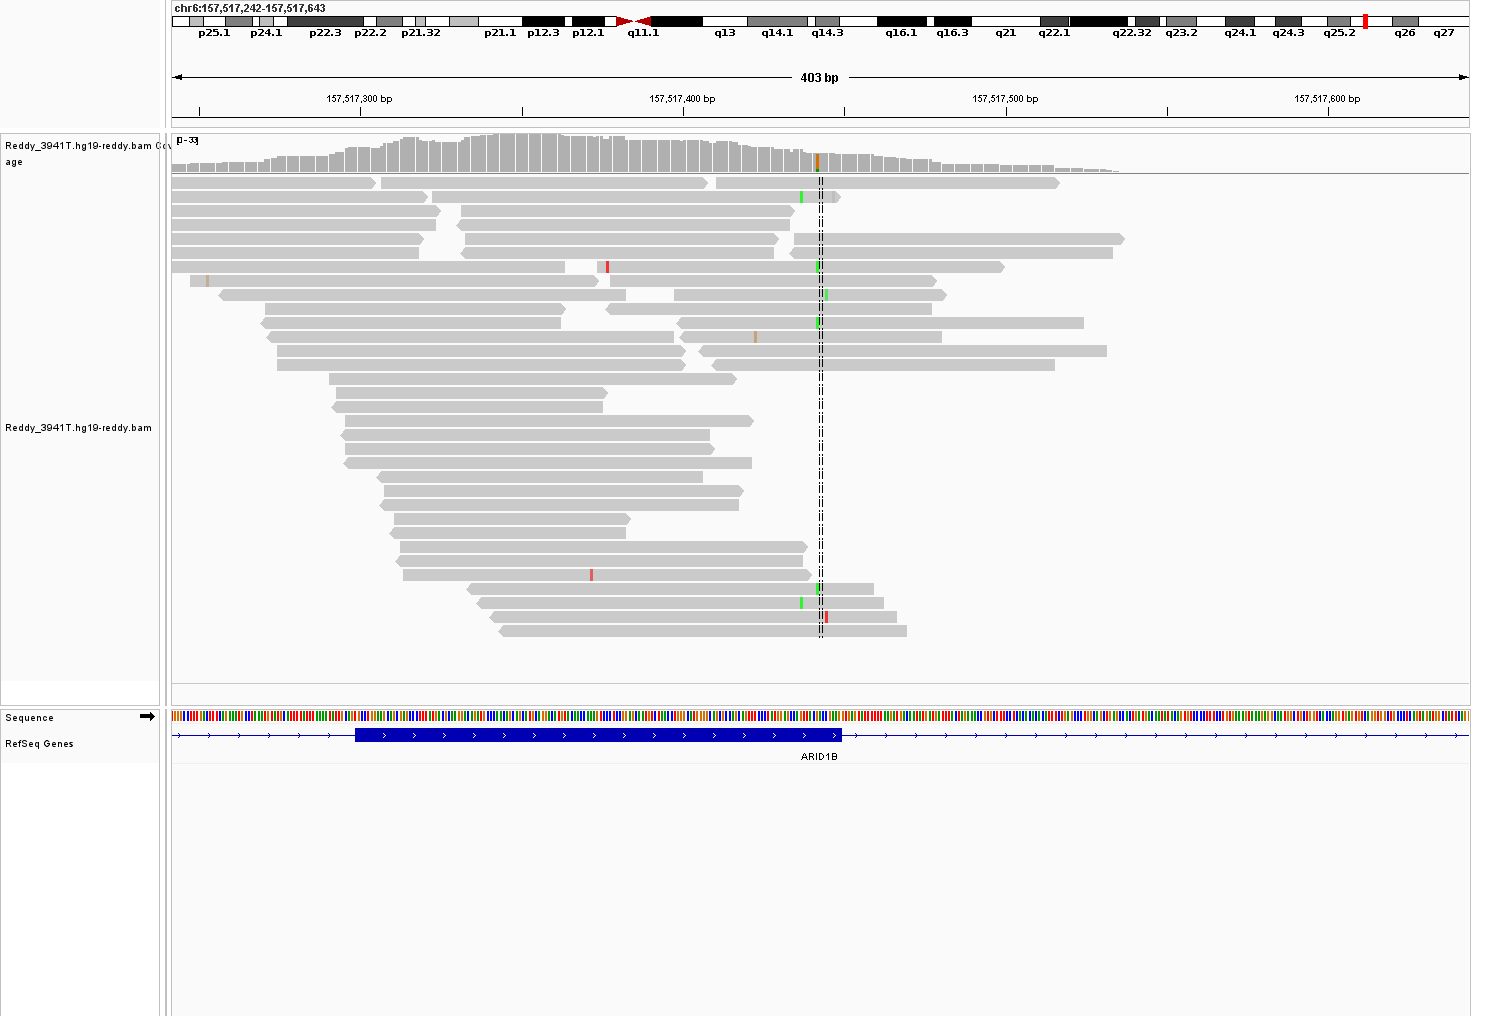 chr6:157,517,242-157,517,643
p25.1 p24.1 p22.3 p22.2 p21.32 p21.1 p12.3 p12.1 q11.1 q13 q14.1 q14.3 q16.1 q16.3 q21 q22.1 q22.32 q23.2 q24.1 q24.3 q25.2 q26 q27
403 bp
157,517,300 bp 157,517,400 bp 157,517,500 bp 157,517,600 bp
[0-33]
Reddy_3941T.hg19-reddy.bam Cov
age
Reddy_3941T.hg19-reddy.bam
Sequence
RefSeq Genes
ARID1B